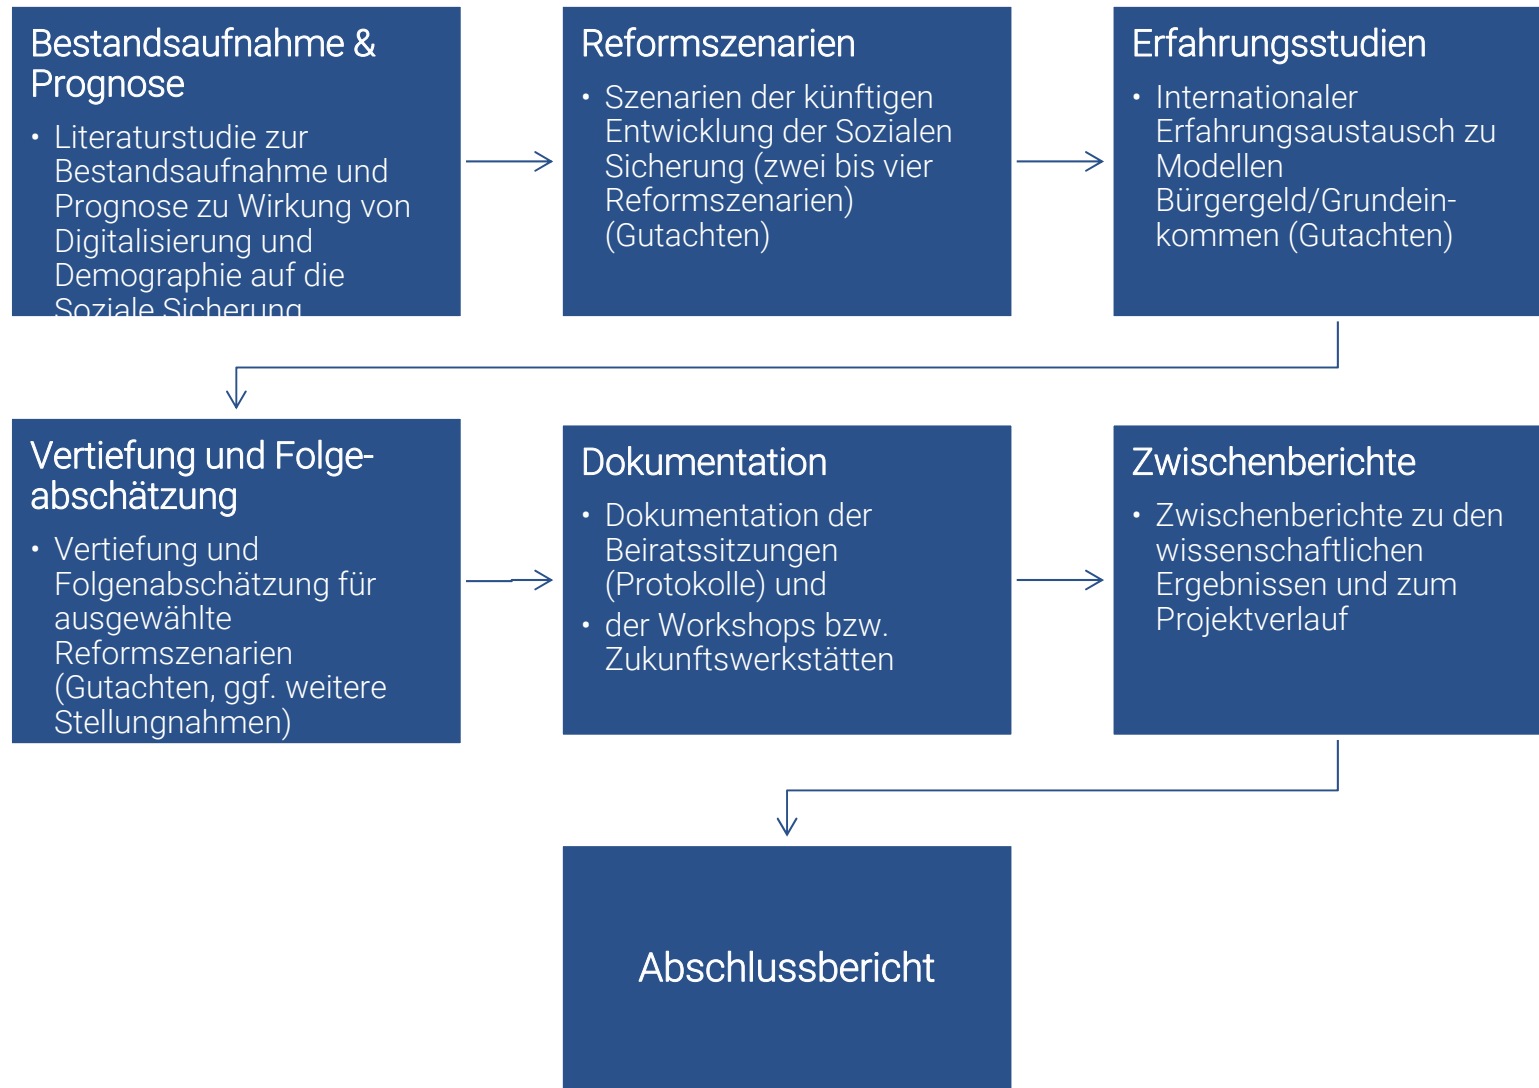 Bestandsaufnahme &
Prognose
• Literaturstudie zur
Bestandsaufnahme und
Prognose zu Wirkung von
Digitalisierung und
Demographie auf die
Soziale Sicherung
Reformszenarien
• Szenarien der künftigen
Entwicklung der Sozialen
Sicherung (zwei bis vier
Reformszenarien)
(Gutachten)
Erfahrungsstudien
• Internationaler
Erfahrungsaustausch zu
Modellen
Bürgergeld/Grundein-
kommen (Gutachten)
Vertiefung und Folge-
abschätzung
• Vertiefung und
Folgenabschätzung für
ausgewählte
Reformszenarien
(Gutachten, ggf. weitere
Stellungnahmen)
Dokumentation
• Dokumentation der
Beiratssitzungen
(Protokolle) und
• der Workshops bzw.
Zukunftswerkstätten
Zwischenberichte
• Zwischenberichte zu den
wissenschaftlichen
Ergebnissen und zum
Projektverlauf
Abschlussbericht